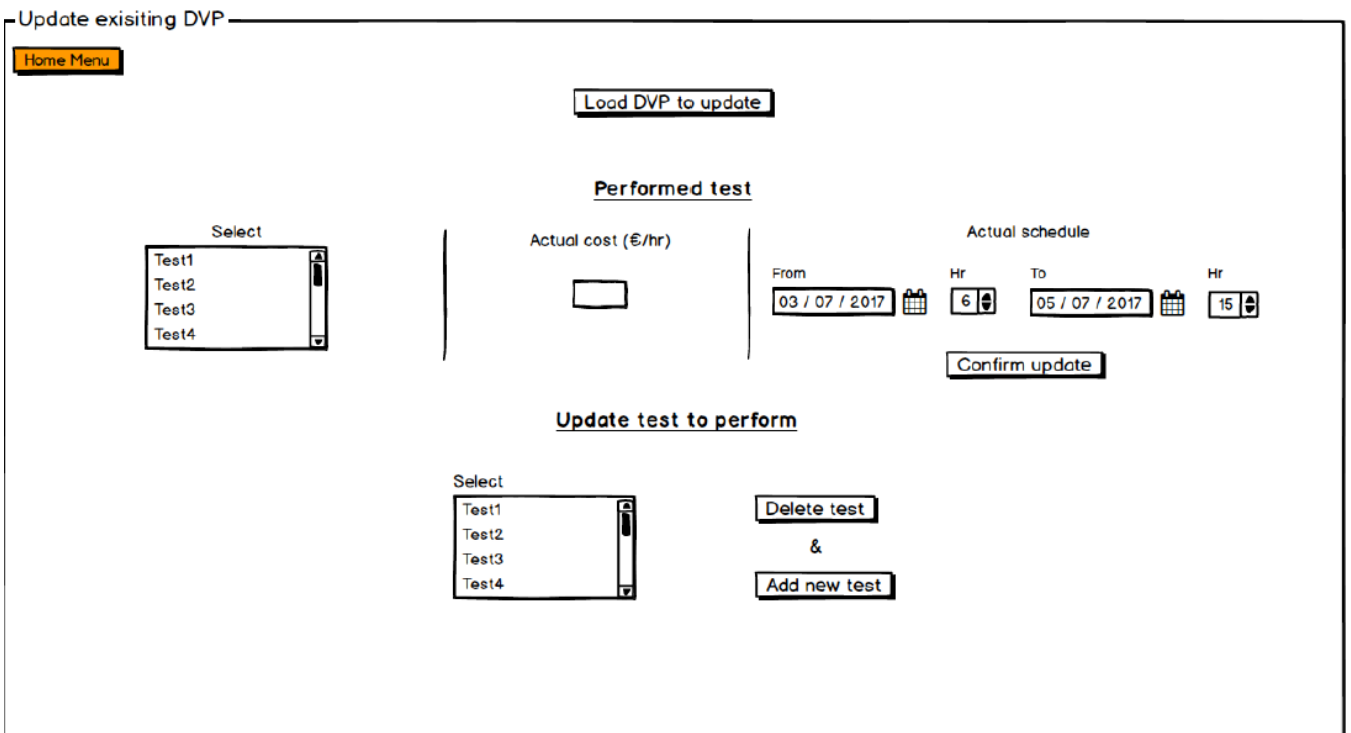 Update exisiting DVP
Home Menu
Load DVP to update
Performed test
Select
Test1
Test2
Test3
Test4
Actual cost (€/hr)
Actual schedule
From Hr To Hr
03 / 07 / 2017 6 05 / 07 / 2017 15
Confirm update
Update test to perform
Select
Test1
Test2
Test3
Test4
Delete test
&
Add new test